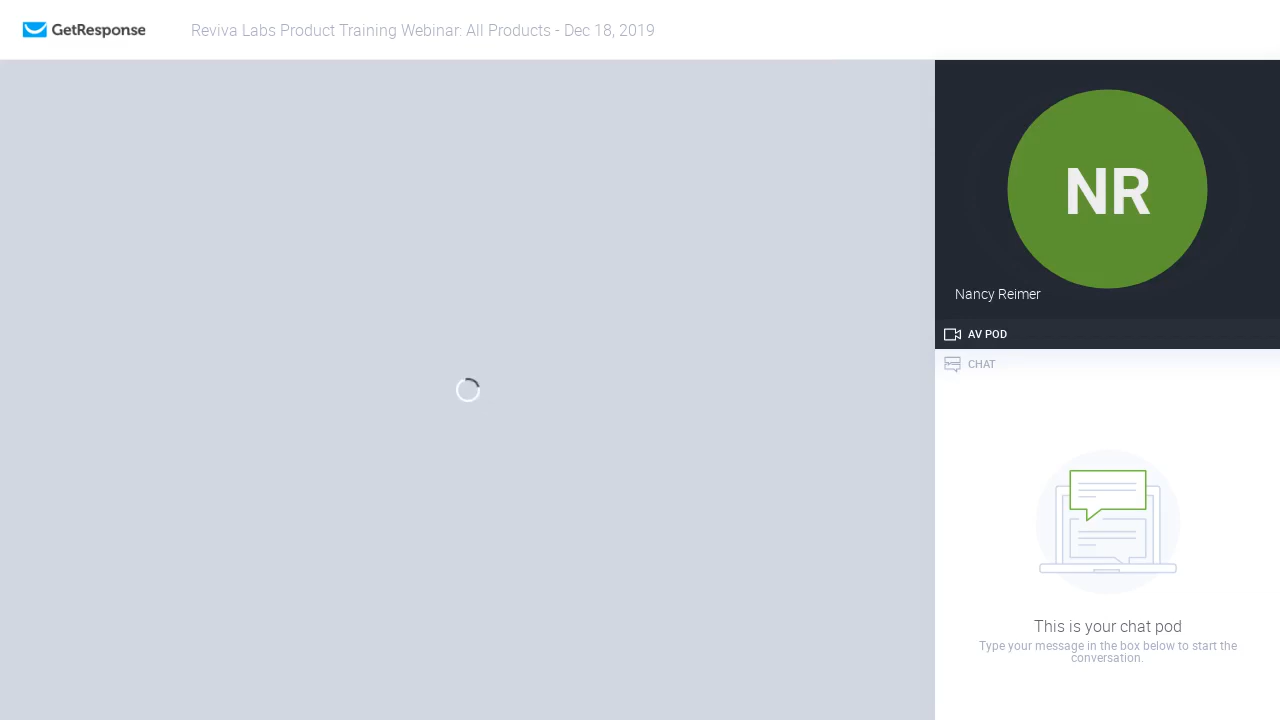 GetResponse
Reviva Labs Product Training Webinar: All Products - Dec 18, 2019
NR
Nancy Reimer
AV POD
CHAT
This is your chat pod
Type your message in the box below to start the
conversation.